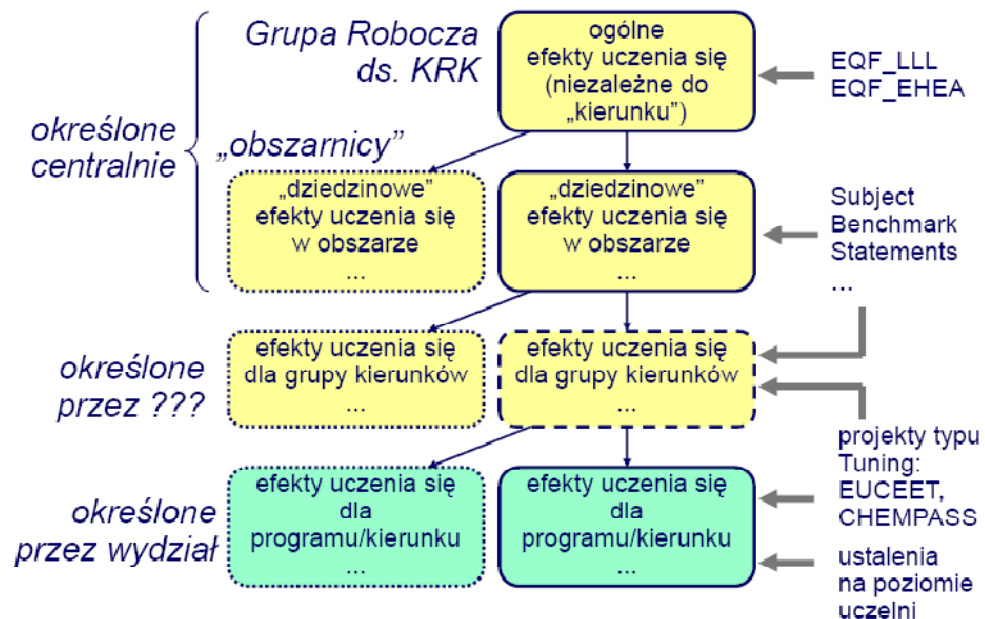 Grupa Robocza
ds. KRK
ogólne
efekty uczenia się
(niezależne do
„kierunku”)
EQF_LLL
EQF_EHEA
określone
centralnie
„obszarnicy”
„dziedzinowe”
efekty uczenia się
w obszarze
...
„dziedzinowe”
efekty uczenia się
w obszarze
...
Subject
Benchmark
Statements
...
określone
przez ???
efekty uczenia się
dla grupy kierunków
...
efekty uczenia się
dla grupy kierunków
...
projekty typu
Tuning:
EUCEET,
CHEMPASS
określone
przez wydział
efekty uczenia się
dla
programu/kierunku
...
efekty uczenia się
dla
programu/kierunku
...
ustalenia
na poziomie
uczelni